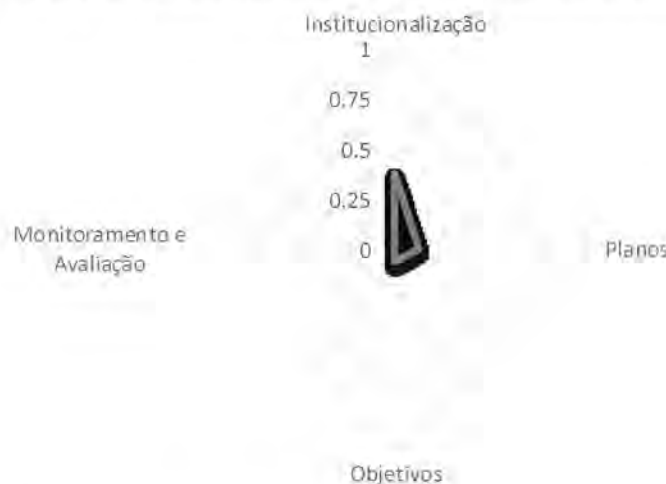 Institucionalização
1
0.75
0.5
0.25
0
Monitoramento e
Avaliação
Planos
Objetivos